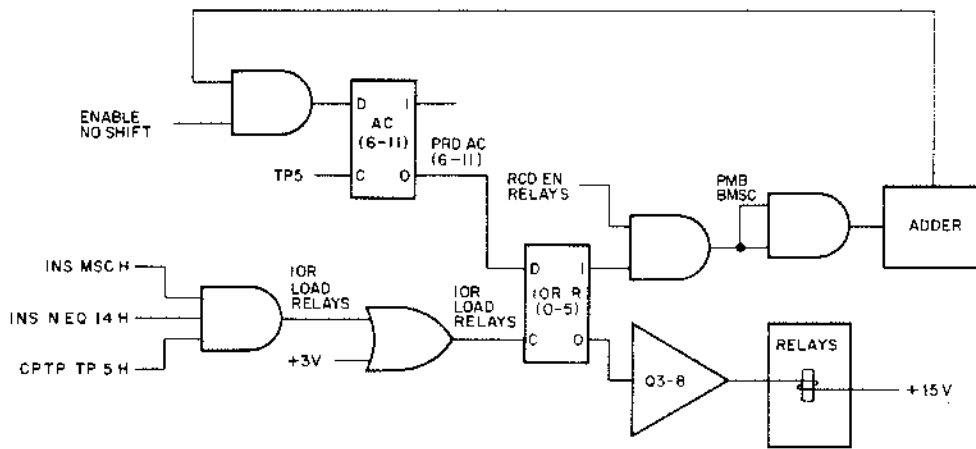 ENABLE
NO SHIFT
D
1
AC
(6-11)
TP5
C
0
PRD AC
(6-11)
RCD EN
RELAYS
PMB
BMSC
ADDER
INS MSC H
INS N EQ 14 H
CPTP TP 5 H
IOR
LOAD
RELAYS
+3V
IOR
LOAD
RELAYS
D
1
IOR R
(0-5)
C
0
Q3-8
RELAYS
+15V